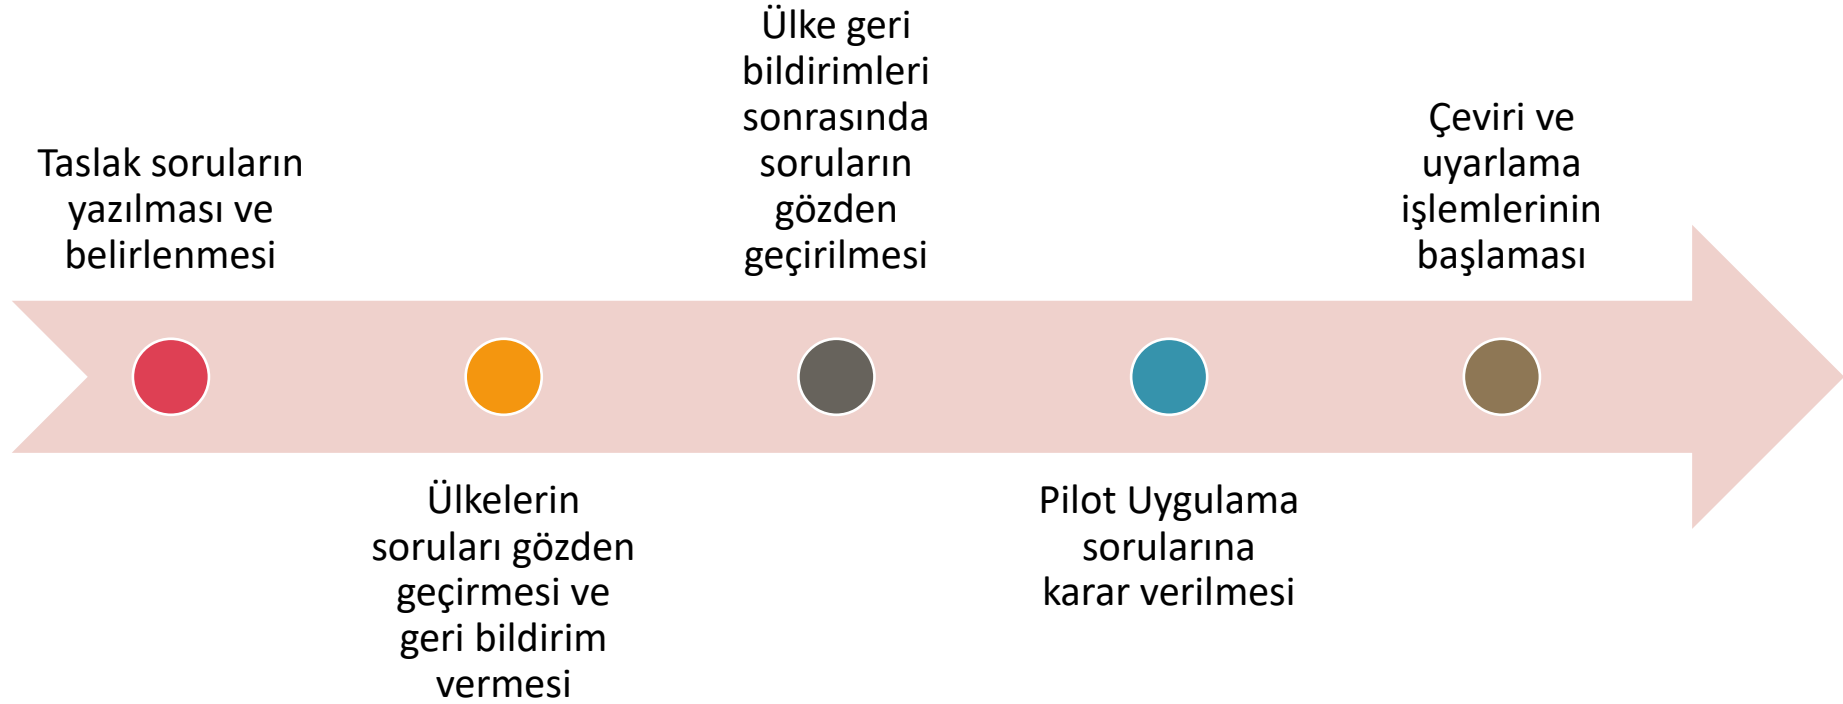 Taslak soruların
yazılması ve
belirlenmesi
Ülkelerin
soruları gözden
geçirmesi ve
geri bildirim
vermesi
Ülke geri
bildirimleri
sonrasında
soruların
gözden
geçirilmesi
Pilot Uygulama
sorularına
karar verilmesi
Çeviri ve
uyarlama
işlemlerinin
başlaması